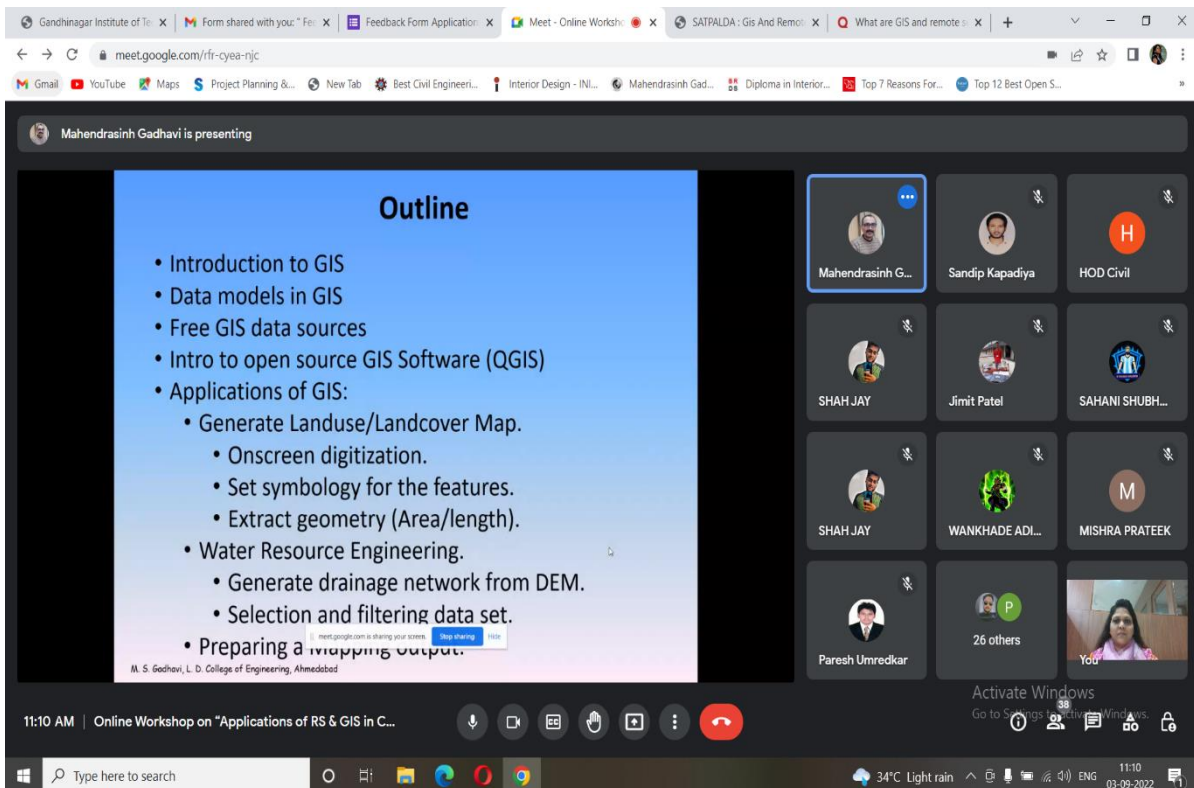 Gandhinagar Institute of Te
Form shared with you: "Fe
Feedback Form Application
Meet - Online Worksho
SATPALDA : Gis And Remo
What are GIS and remote s
meet.google.com/rfr-cyea-njc
Gmail
YouTube
Maps
Project Planning &...
New Tab
Best Civil Engineeri...
Interior Design - INI...
Mahendrasinh Gad...
Diploma in Interior...
Top 7 Reasons For...
Top 12 Best Open S...
Mahendrasinh Gadhavi is presenting
Outline
• Introduction to GIS
• Data models in GIS
• Free GIS data sources
• Intro to open source GIS Software (QGIS)
• Applications of GIS:
• Generate Landuse/Landcover Map.
• Onscreen digitization.
• Set symbology for the features.
• Extract geometry (Area/length).
• Water Resource Engineering.
• Generate drainage network from DEM.
• Selection and filtering data set.
• Preparing a Mapping output.
meet.google.com is sharing your screen. Stop sharing Hide
M. S. Gadhavi, L. D. College of Engineering, Ahmedabad
Mahendrasinh G...
Sandip Kapadiya
H
HOD Civil
SHAH JAY
Jimit Patel
SAHANI SHUBH...
SHAH JAY
WANKHADE ADI...
M
MISHRA PRATEEK
Paresh Umredkar
P
26 others
You
Activate Windows
Go to Settings to activate Windows.
11:10 AM | Online Workshop on "Applications of RS & GIS in C...
38
Type here to search
34°C Light rain
ENG
11:10
03-09-2022
1